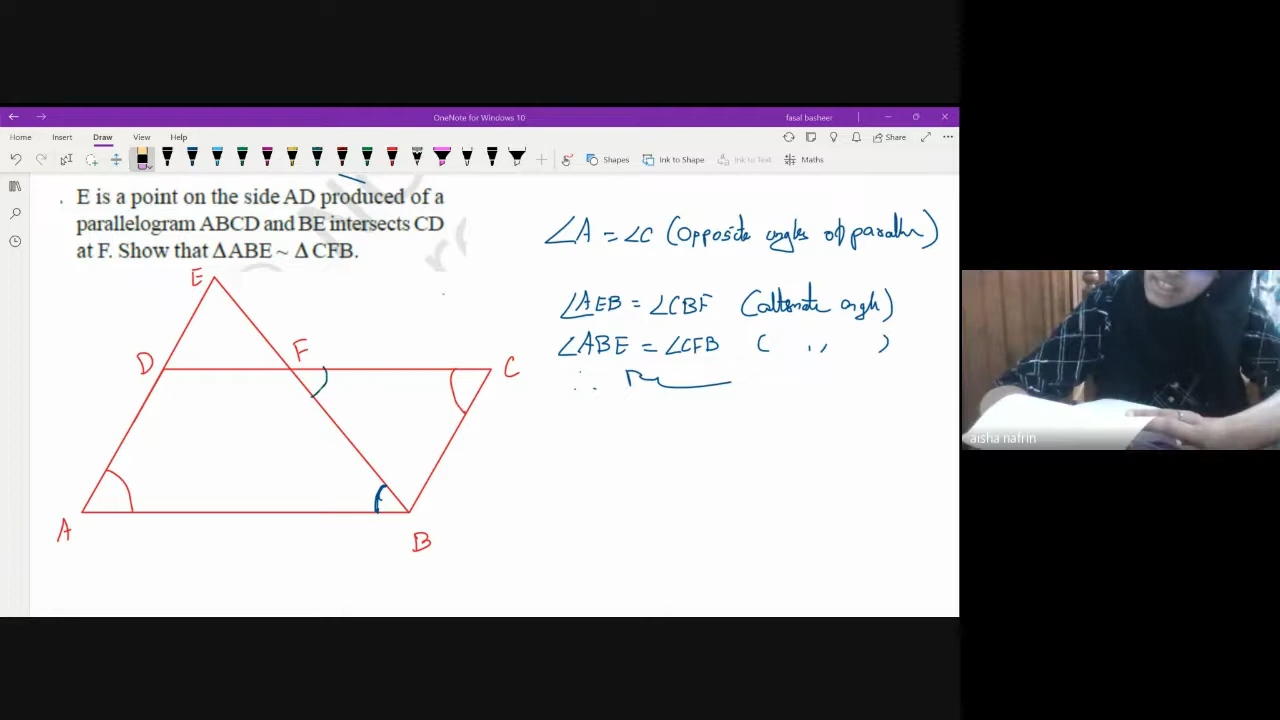 OneNote for Windows 10
fasal basheer
Home Insert Draw View Help
Share
Shapes Ink to Shape Ink to Text Maths
E is a point on the side AD produced of a
parallelogram ABCD and BE intersects CD
at F. Show that ΔABE ~ Δ CFB.
E
D F C
A B
∠A = ∠C (Opposite angles of )
∠AEB = ∠CBF (alternate angle)
∠ABE = ∠CFB ( ,, )
∴
aisha nafrin